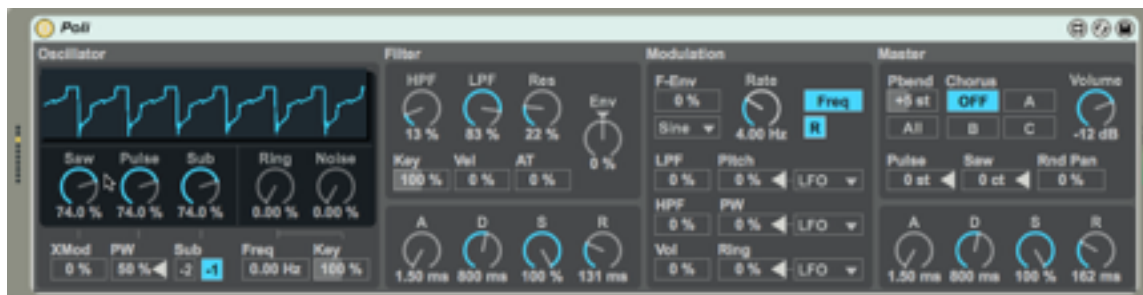 Poli
Oscillator
Saw Pulse Sub Ring Noise
74.0 % 74.0 % 74.0 % 0.00 % 0.00 %
XMod PW Sub Freq Key
0 % 50 % -2 -1 0.00 Hz 100 %
Filter
HPF LPF Res Env
13 % 83 % 22 % 0 %
Key Vel AT
100 % 0 % 0 %
A D S R
1.50 ms 800 ms 100 % 131 ms
Modulation
F-Env Rate
0 % Freq
Sine 4.00 Hz R
LPF Pitch
0 % 0 % LFO
HPF PW
0 % 0 % LFO
Vol Ring
0 % 0 % LFO
Master
Pbend Chorus Volume
+5 st OFF A
All B C -12 dB
Pulse Saw Rnd Pan
0 st 0 ct 0 %
A D S R
1.50 ms 800 ms 100 % 162 ms